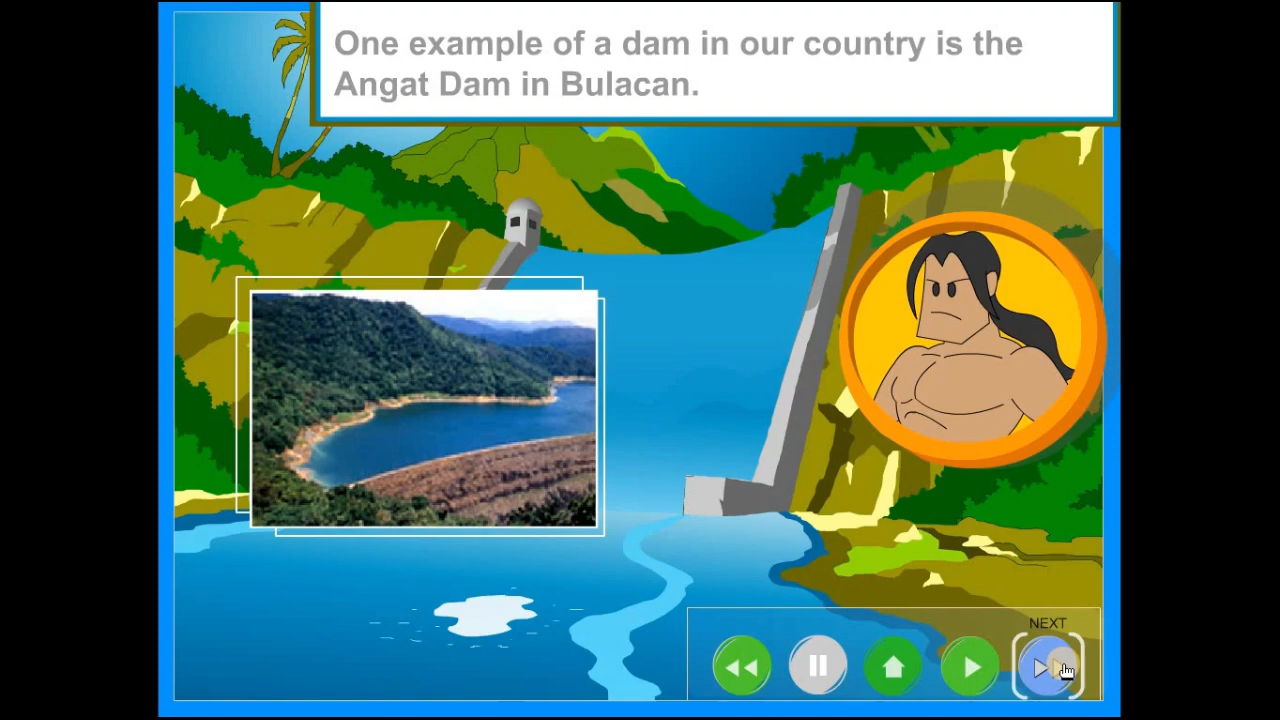 One example of a dam in our country is the
Angat Dam in Bulacan.
NEXT